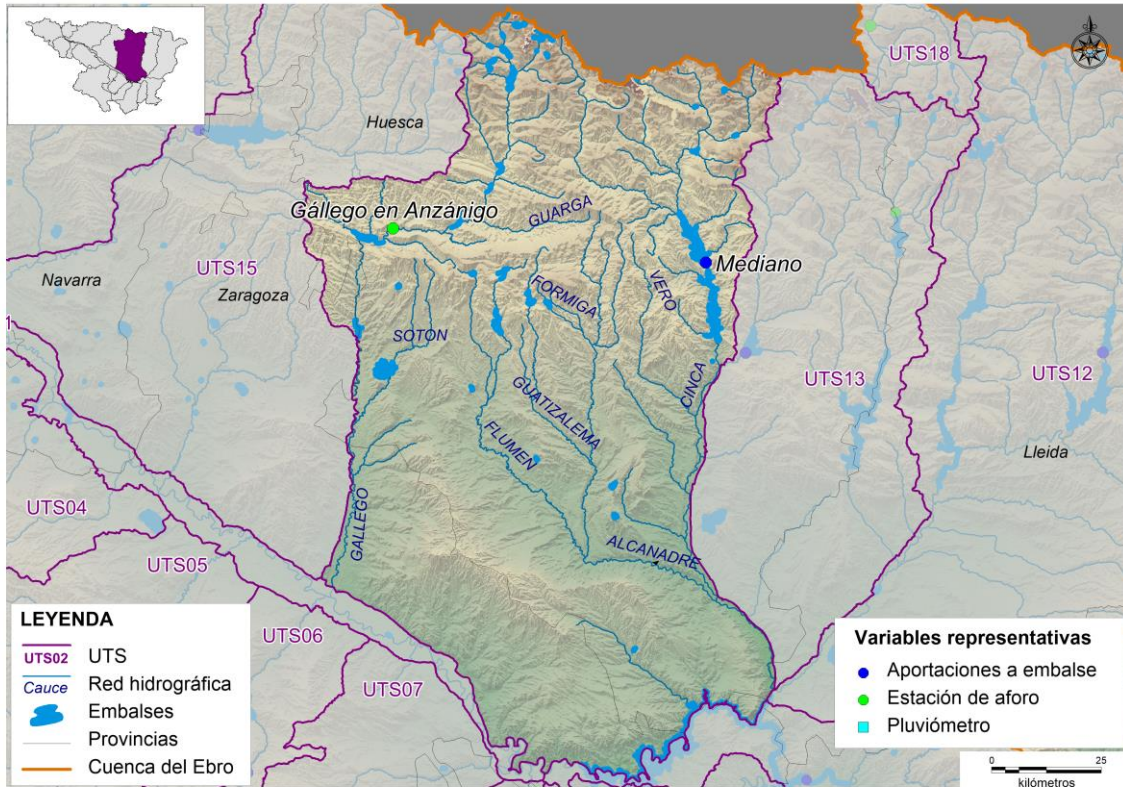 UTS18
Huesca
GUARGA
Gállego en Anzánigo
Mediano
Navarra
UTS15
Zaragoza
VERO
FORMIGA
SOTON
CINCA
UTS13
UTS12
GUATIZALEMA
FLUMEN
Lleida
UTS04
GALLEGO
ALCANADRE
UTS05
UTS06
UTS07
1
LEYENDA
UTS02 UTS
Cauce Red hidrográfica
Embalses
Provincias
Cuenca del Ebro
Variables representativas
Aportaciones a embalse
Estación de aforo
Pluviómetro
0 25
kilómetros